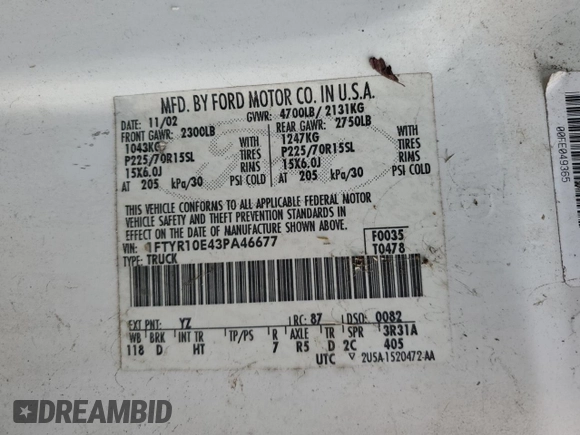 MFD. BY FORD MOTOR CO. IN U.S.A.
DATE: 11/02 GVWR: 4700LB/ 2131KG
FRONT GAWR: 2300LB REAR GAWR: 2750LB
1043KG WITH 1247KG WITH
P225/70R15SL TIRES P225/70R15SL TIRES
15X6.0J RIMS 15X6.0J RIMS
AT 205 kPa/30 PSI COLD AT 205 kPa/30 PSI COLD
THIS VEHICLE CONFORMS TO ALL APPLICABLE FEDERAL MOTOR
VEHICLE SAFETY AND THEFT PREVENTION STANDARDS IN
EFFECT ON THE DATE OF MANUFACTURE SHOWN ABOVE.
VIN: 1FTYR10E43PA46677 F0035
TYPE: TRUCK T0478
EXT PNT: YZ RC: 87 DSO: 0082
WB BRK INT TR TP/PS R AXLE TR SPR 3R31A
118 D HT 7 R5 D 2C 405
UTC 2U5A-1520472-AA
006E049365
DREAMBID